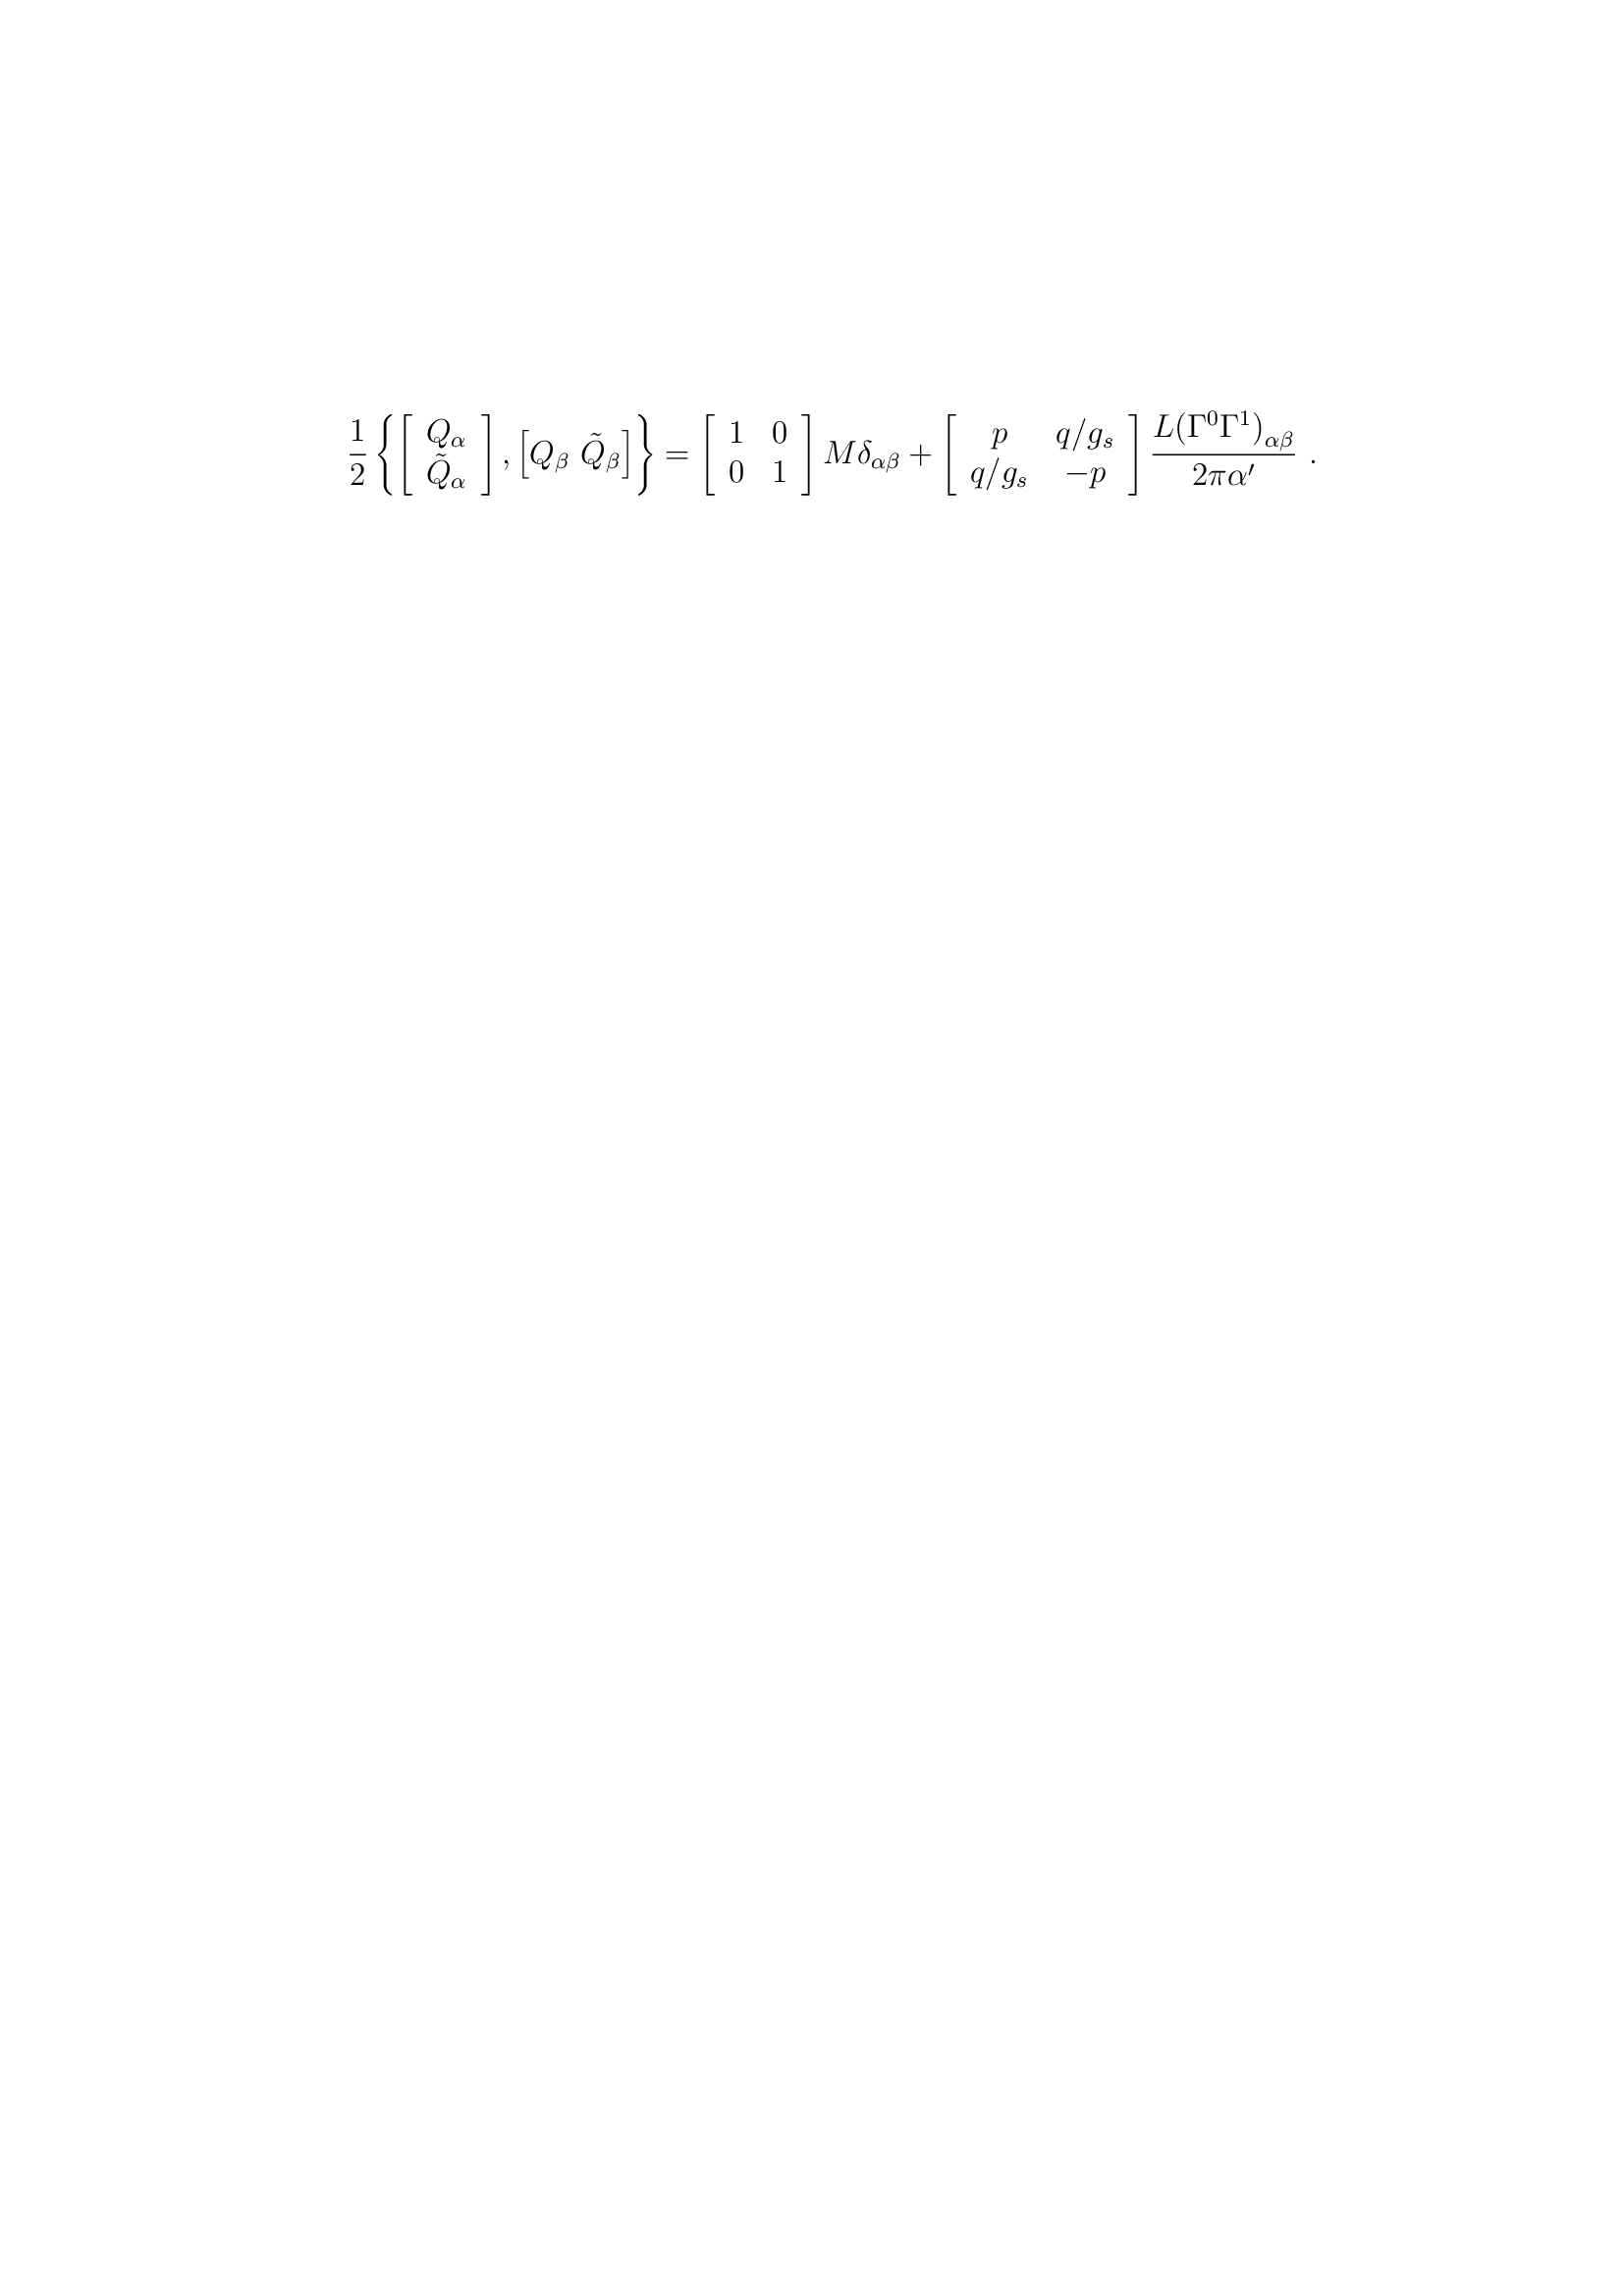 \frac{1}{2} \left\{ \left[ \begin{array}{c} Q_\alpha \\ \tilde{Q}_\alpha \end{array} \right] , \left[ Q_\beta \ \tilde{Q}_\beta \right] \right\} = \left[ \begin{array}{cc} 1 & 0 \\ 0 & 1 \end{array} \right] M \delta_{\alpha\beta} + \left[ \begin{array}{cc} p & q/g_s \\ q/g_s & -p \end{array} \right] \frac{L (\Gamma^0 \Gamma^1)_{\alpha\beta}}{2\pi\alpha'} \ .